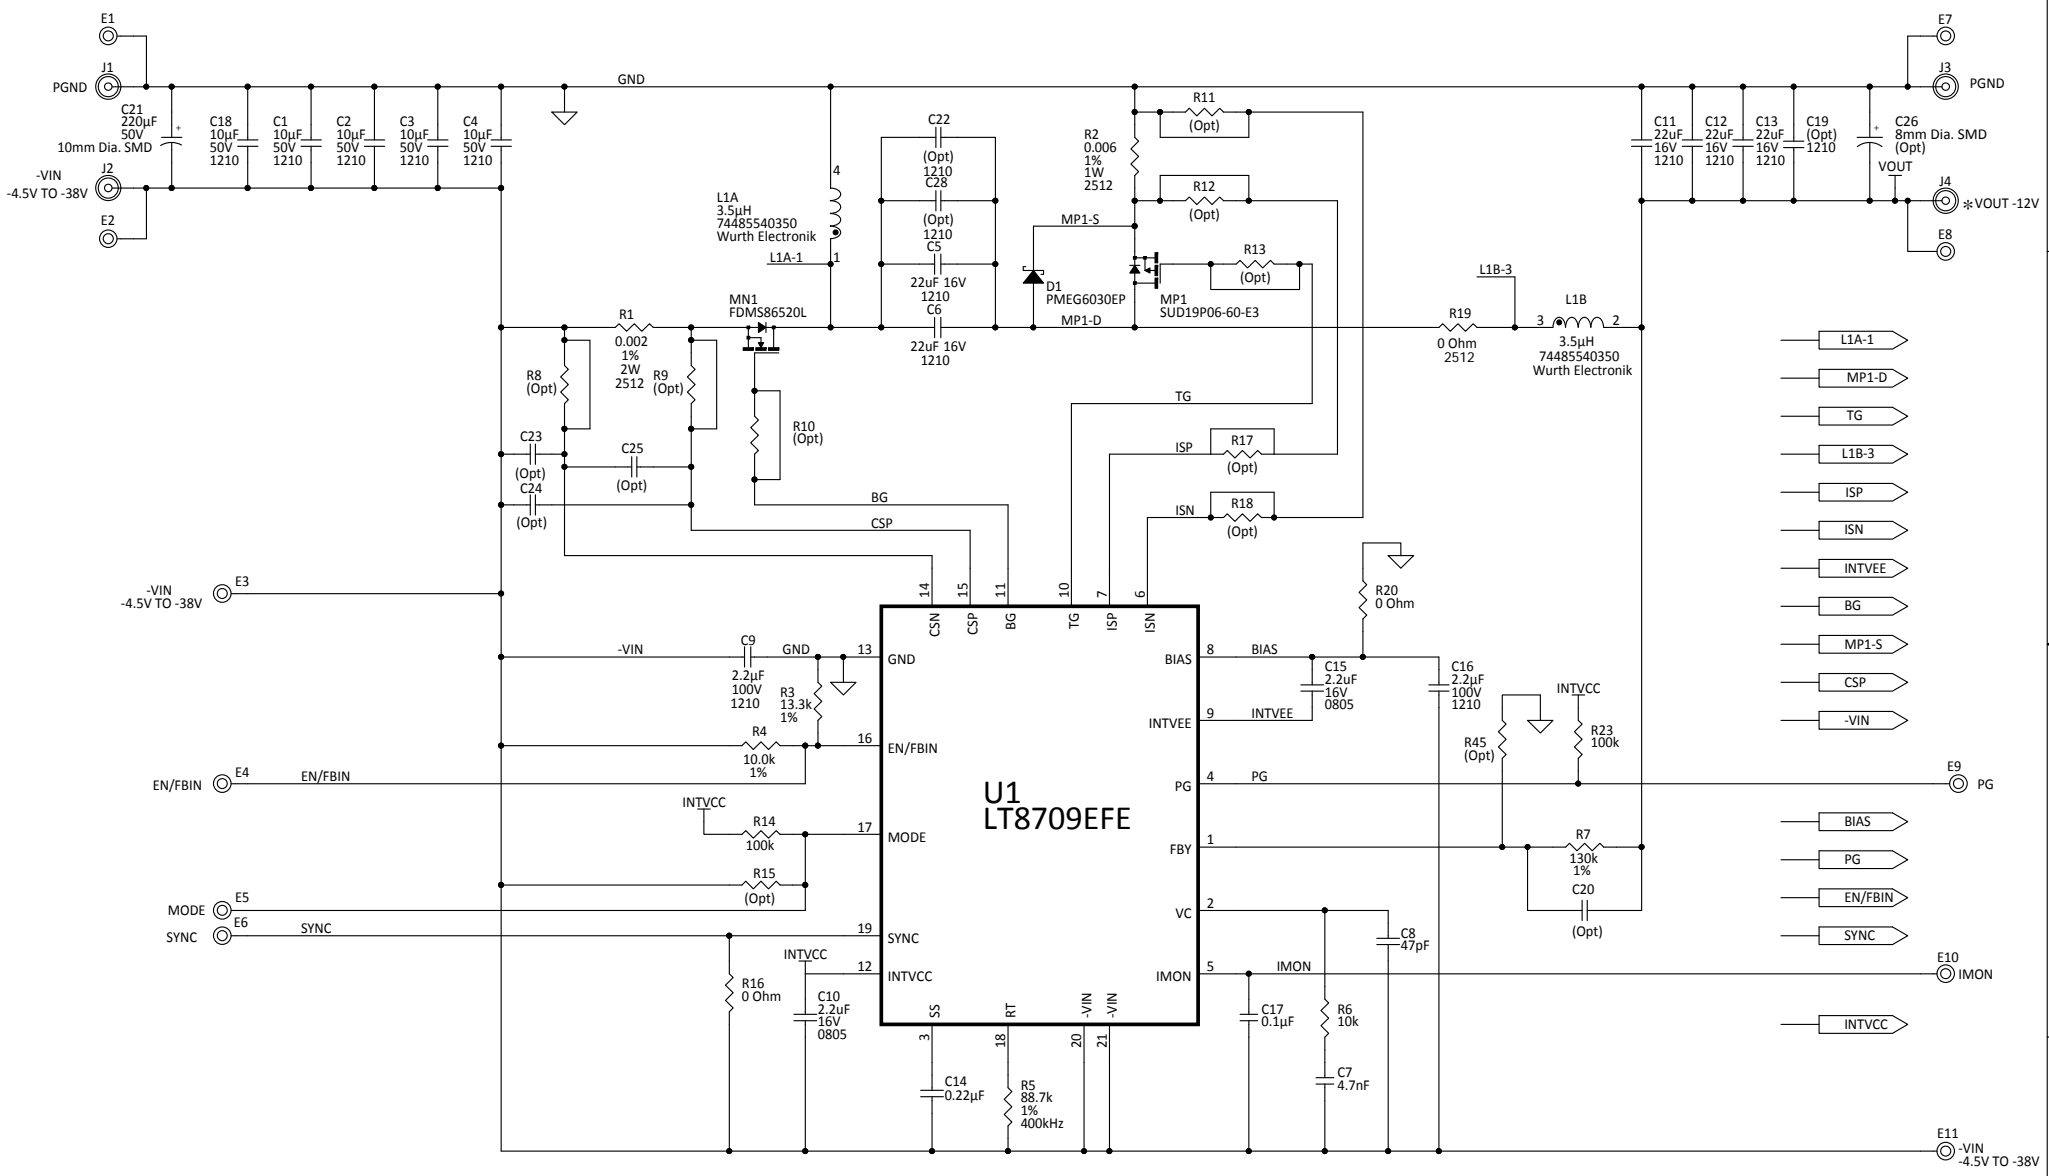 E1
J1
PGND
C21
220µF
50V
10mm Dia. SMD
C18
10µF
50V
1210
C1
10µF
50V
1210
C2
10µF
50V
1210
C3
10µF
50V
1210
C4
10µF
50V
1210
J2
-VIN
-4.5V TO -38V
E2
GND
L1A
3.5µH
74485540350
Wurth Electronik
4
1
L1A-1
C22
(Opt)
1210
C28
(Opt)
1210
C5
22uF 16V
1210
C6
22uF 16V
1210
R2
0.006
1%
1W
2512
R11
(Opt)
R12
(Opt)
MP1-S
R13
(Opt)
D1
PMEG6030EP
MP1
SUD19P06-60-E3
MP1-D
E7
J3
PGND
C11
22uF
16V
1210
C12
22uF
16V
1210
C13
22uF
16V
1210
C19
(Opt)
1210
C26
8mm Dia. SMD
(Opt)
VOUT
J4
*VOUT -12V
E8
L1B-3
R19
0 Ohm
2512
3
L1B
2
3.5µH
74485540350
Wurth Electronik
MN1
FDMS86520L
R1
0.002
1%
2W
2512
R8
(Opt)
R9
(Opt)
R10
(Opt)
C23
(Opt)
C24
(Opt)
C25
(Opt)
BG
CSP
TG
ISP
R17
(Opt)
ISN
R18
(Opt)
R20
0 Ohm
L1A-1
MP1-D
TG
L1B-3
ISP
ISN
INTVEE
BG
MP1-S
CSP
-VIN
BIAS
PG
EN/FBIN
SYNC
INTVCC
-VIN
-4.5V TO -38V
E3
-VIN
C9
2.2µF
100V
1210
GND
R3
13.3k
1%
R4
10.0k
1%
EN/FBIN
E4
EN/FBIN
INTVCC
R14
100k
R15
(Opt)
MODE
E5
SYNC
E6
SYNC
R16
0 Ohm
INTVCC
C10
2.2uF
16V
0805
14
15
11
10
7
6
CSN
CSP
BG
TG
ISP
ISN
13
GND
16
EN/FBIN
17
MODE
19
SYNC
12
INTVCC
U1
LT8709EFE
BIAS
8
BIAS
INTVEE
9
INTVEE
PG
4
PG
FBY
1
VC
2
IMON
5
IMON
SS
RT
-VIN
-VIN
3
18
20
21
C14
0.22µF
R5
88.7k
1%
400kHz
C15
2.2uF
16V
0805
C16
2.2µF
100V
1210
R45
(Opt)
INTVCC
R23
100k
E9
PG
R7
130k
1%
C20
(Opt)
C8
47pF
C17
0.1µF
R6
10k
C7
4.7nF
E10
IMON
E11
-VIN
-4.5V TO -38V